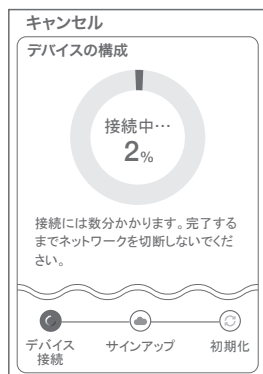 キャンセル
デバイスの構成
接続中…
2%
接続には数分かかります。完了する
までネットワークを切断しないでくだ
さい。
デバイス
接続
サインアップ
初期化